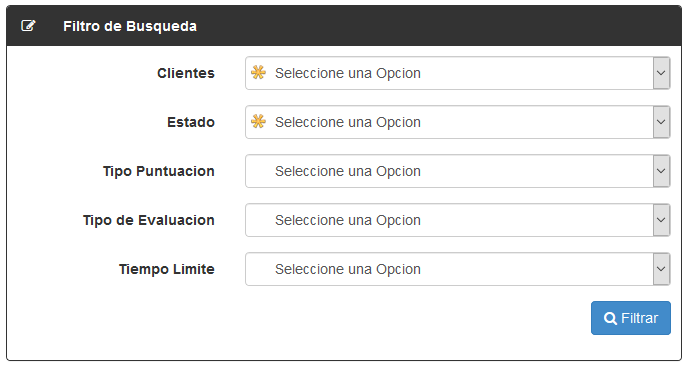 Filtro de Busqueda
Clientes Seleccione una Opcion
Estado Seleccione una Opcion
Tipo Puntuacion Seleccione una Opcion
Tipo de Evaluacion Seleccione una Opcion
Tiempo Limite Seleccione una Opcion
Filtrar